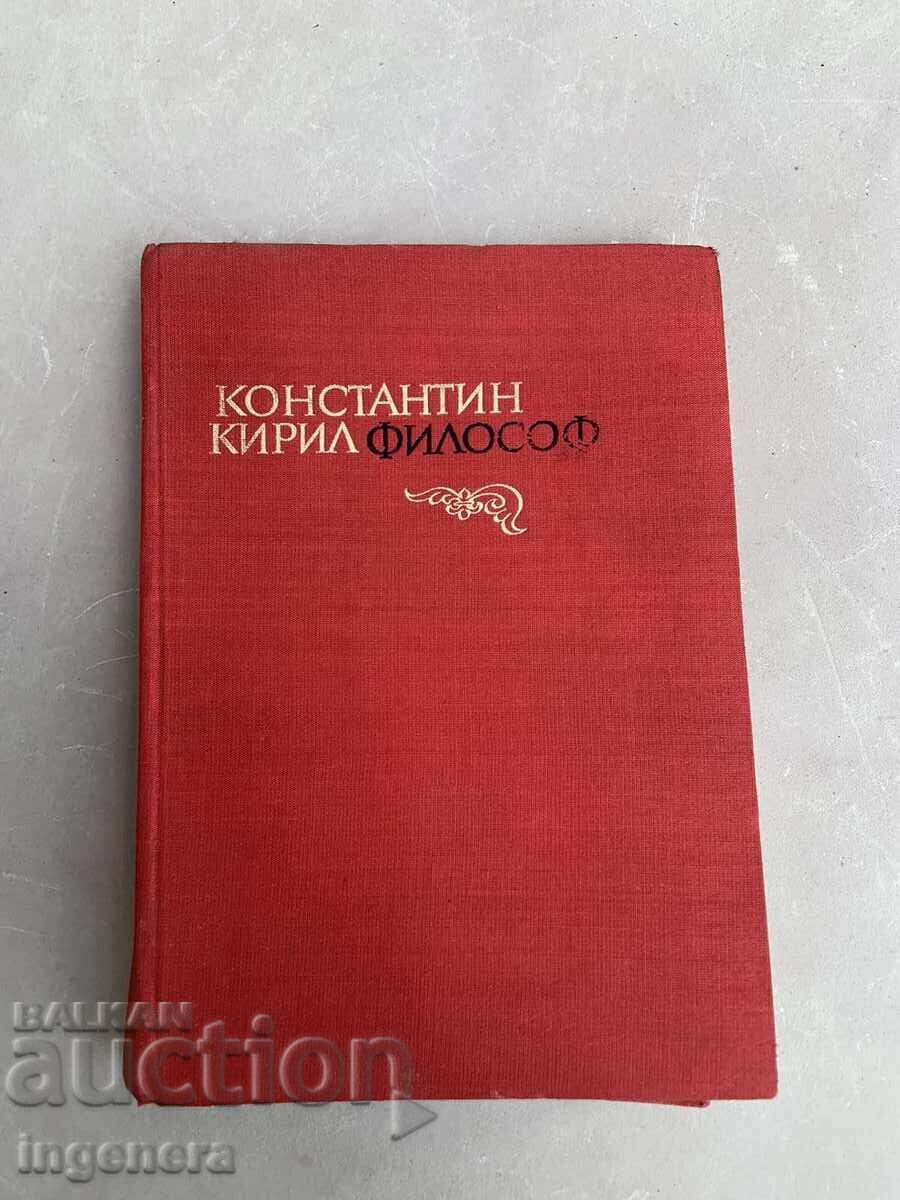 КОНСТАНТИН
КИРИЛ ФИЛОСОФ
BALKAN
auction
ingenera